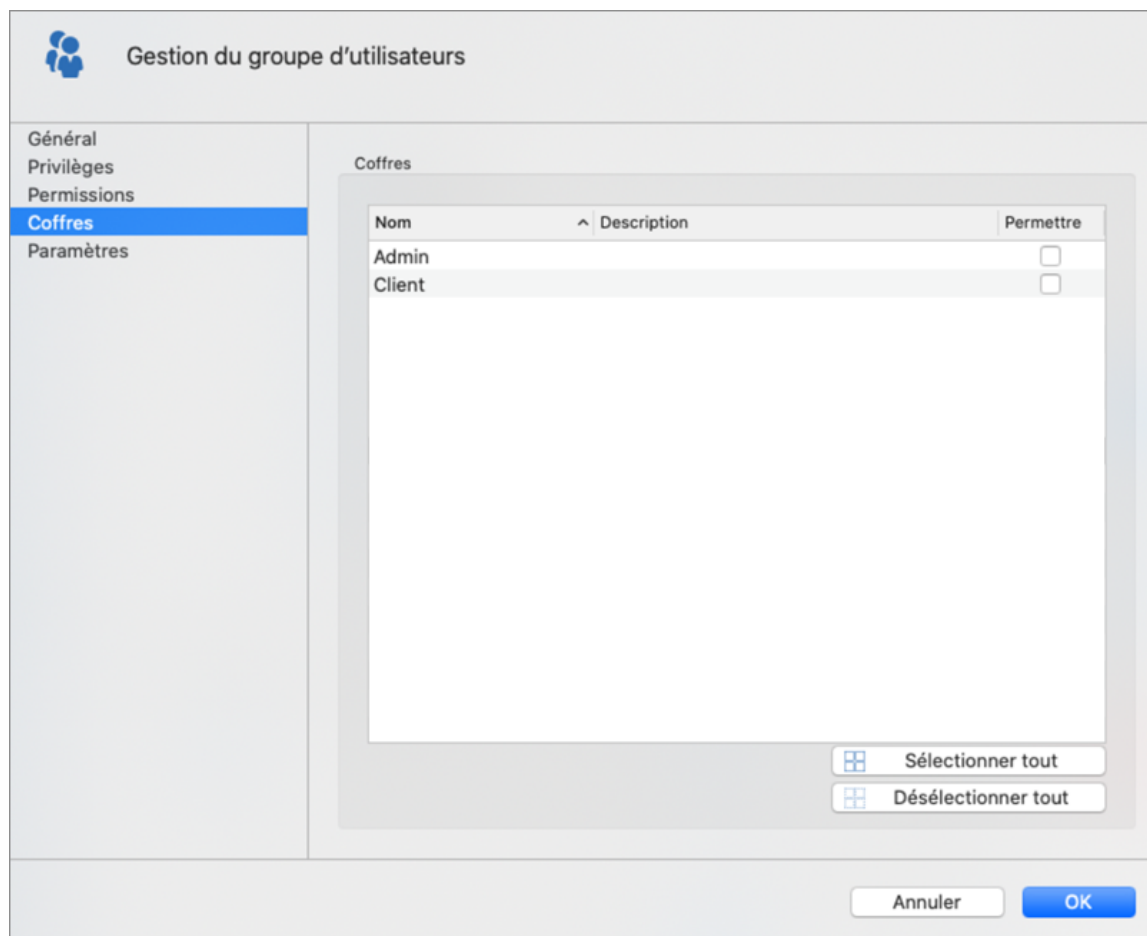 Gestion du groupe d’utilisateurs
Général
Privilèges
Permissions
Coffres
Paramètres
Coffres
Nom Description Permettre
Admin
Client
Sélectionner tout
Désélectionner tout
Annuler OK